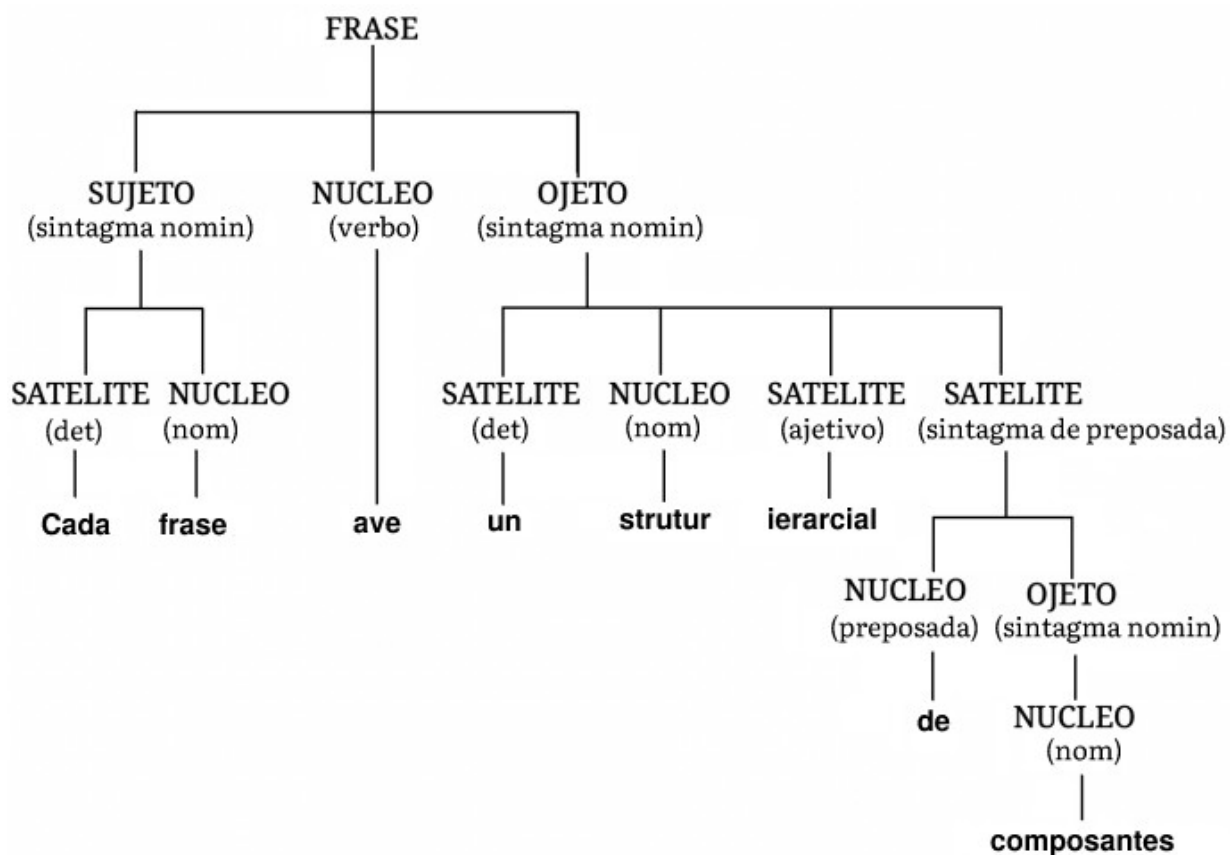 FRASE
SUJETO NUCLEO OJETO
(sintagma nomin) (verbo) (sintagma nomin)
SATELITE NUCLEO SATELITE NUCLEO SATELITE SATELITE
(det) (nom) (det) (nom) (ajetivo) (sintagma de preposada)
Cada frase ave un strutur ierarcial
NUCLEO OJETO
(preposada) (sintagma nomin)
de NUCLEO
(nom)
composantes